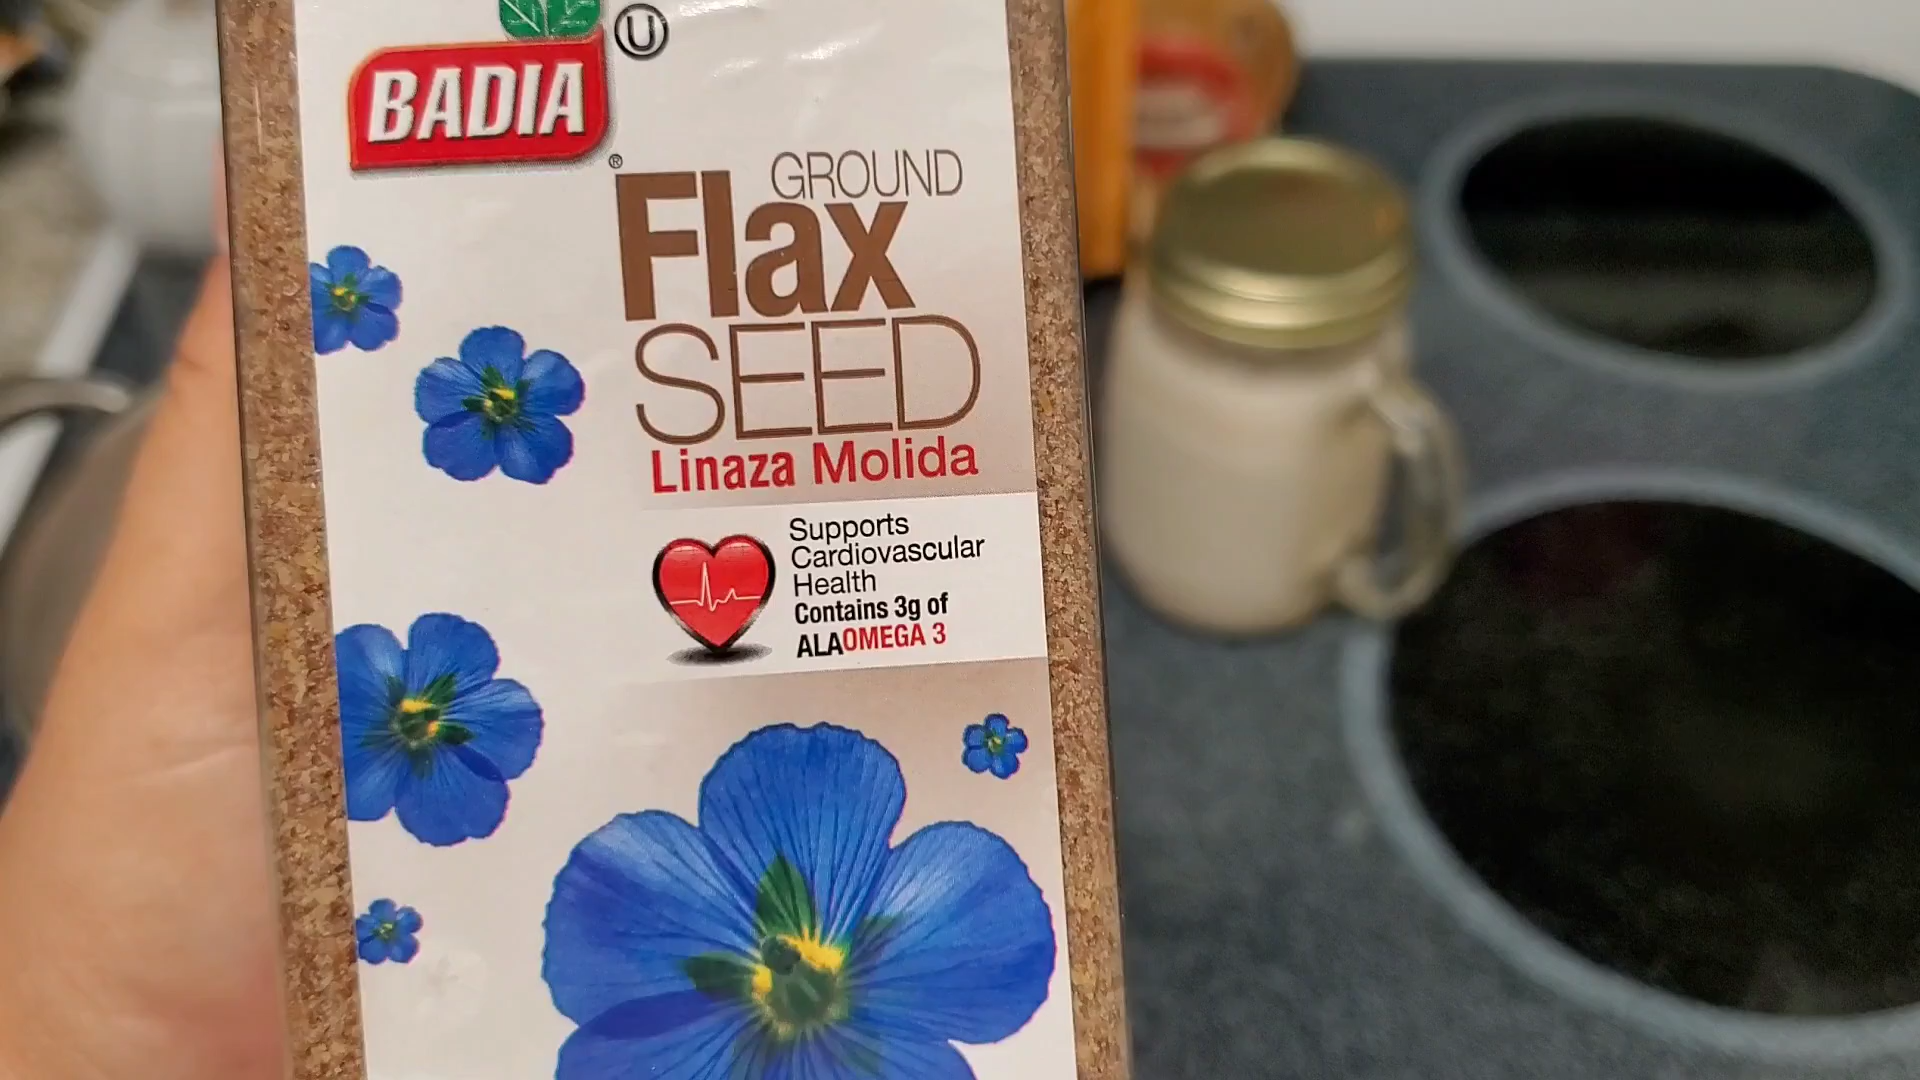 BADIA
U
®
GROUND
Flax
SEED
Linaza Molida
Supports
Cardiovascular
Health
Contains 3g of
ALAOMEGA 3